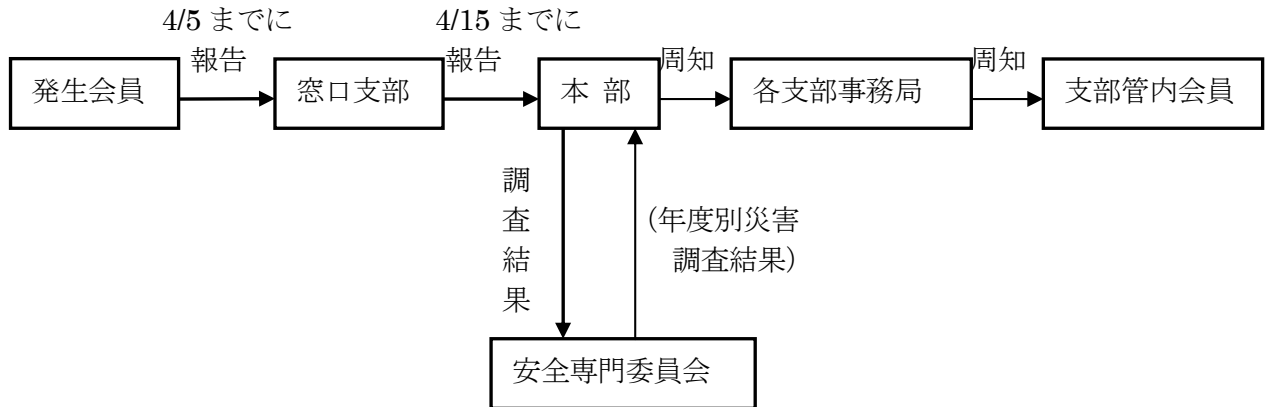 4/5 までに
報告
4/15 までに
報告
周知
周知
発生会員
窓口支部
本 部
各支部事務局
支部管内会員
調査結果
(年度別災害
調査結果)
安全専門委員会